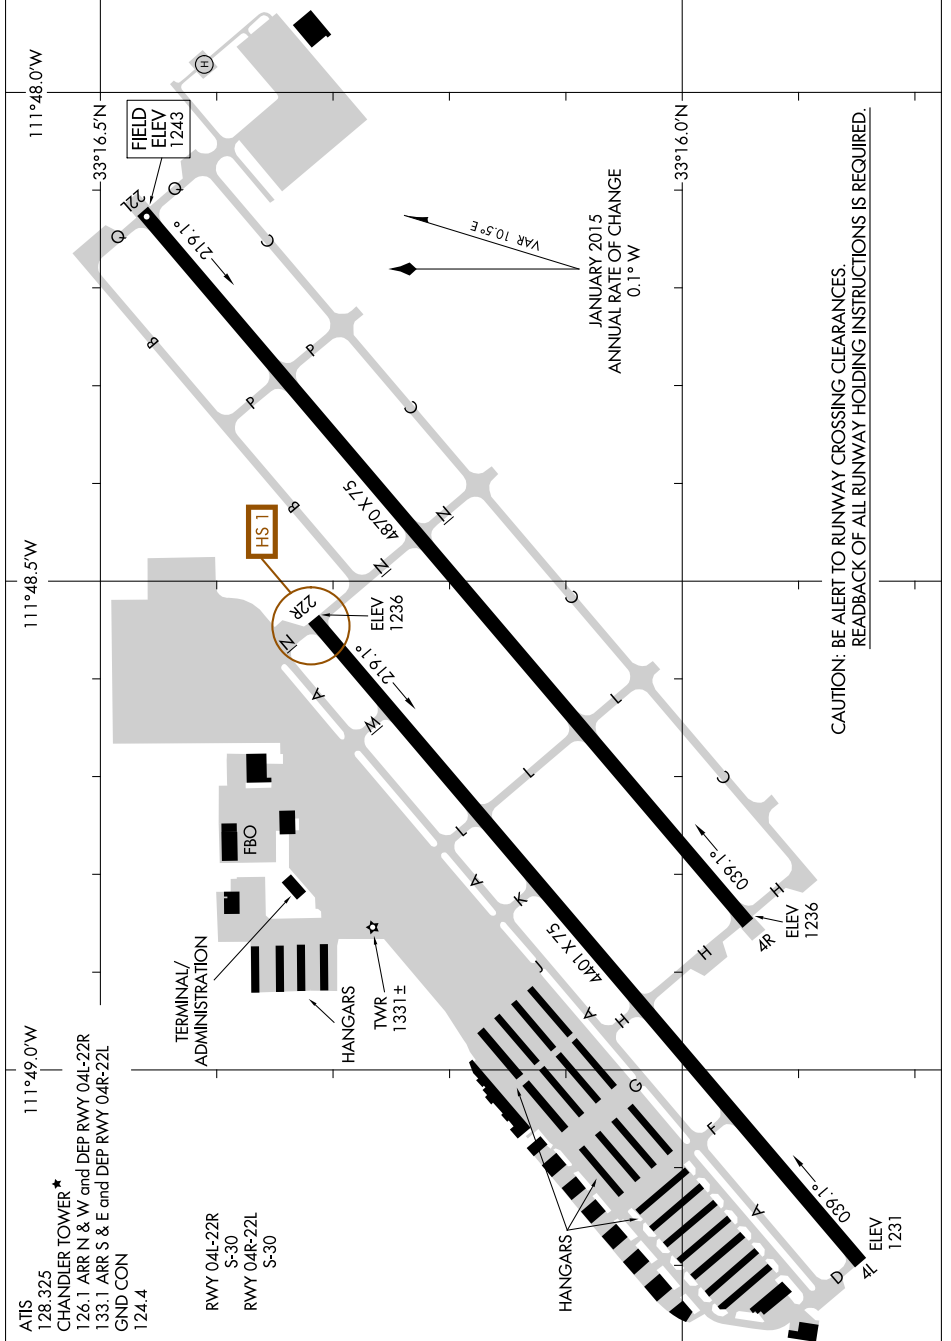 ATIS
128.325
CHANDLER TOWER★
126.1 ARR N & W and DEP RWY 04L-22R
133.1 ARR S & E and DEP RWY 04R-22L
GND CON
124.4
RWY 04L-22R
S-30
RWY 04R-22L
S-30
111°49.0'W
111°48.5'W
111°48.0'W
33°16.5'N
33°16.0'N
FIELD
ELEV
1243
H
22L
219.1°
Q
Q
C
B
P
P
C
B
4870 X 75
N
N
HS 1
22R
ELEV
1236
219.1°
N
A
W
C
L
L
L
A
K
C
039.1°
H
ELEV
1236
4R
H
4401 X 75
J
A
H
G
F
A
039.1°
ELEV
1231
4L
D
FBO
TERMINAL/
ADMINISTRATION
HANGARS
TWR
1331±
HANGARS
VAR 10.5° E
JANUARY 2015
ANNUAL RATE OF CHANGE
0.1° W
CAUTION: BE ALERT TO RUNWAY CROSSING CLEARANCES.
READBACK OF ALL RUNWAY HOLDING INSTRUCTIONS IS REQUIRED.